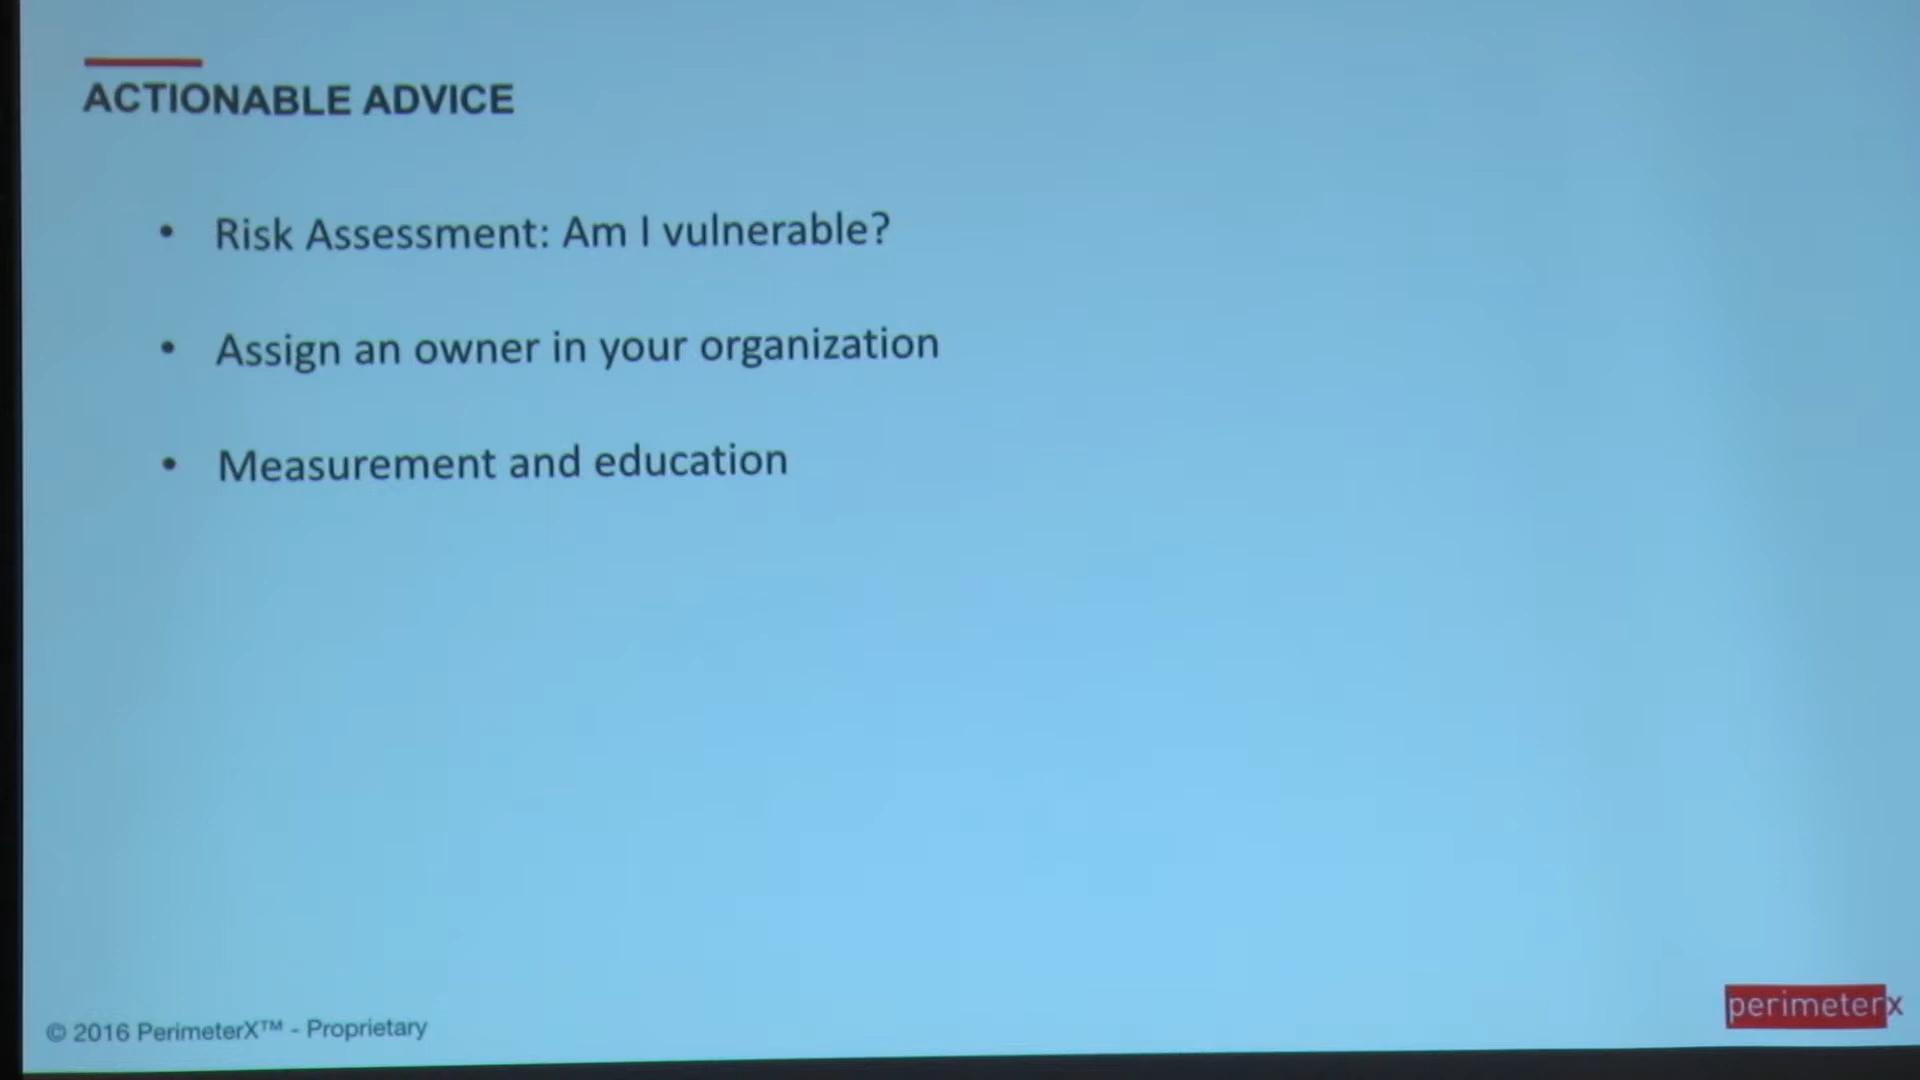 ACTIONABLE ADVICE
• Risk Assessment: Am I vulnerable?
• Assign an owner in your organization
• Measurement and education
© 2016 PerimeterX™ - Proprietary
perimeterx